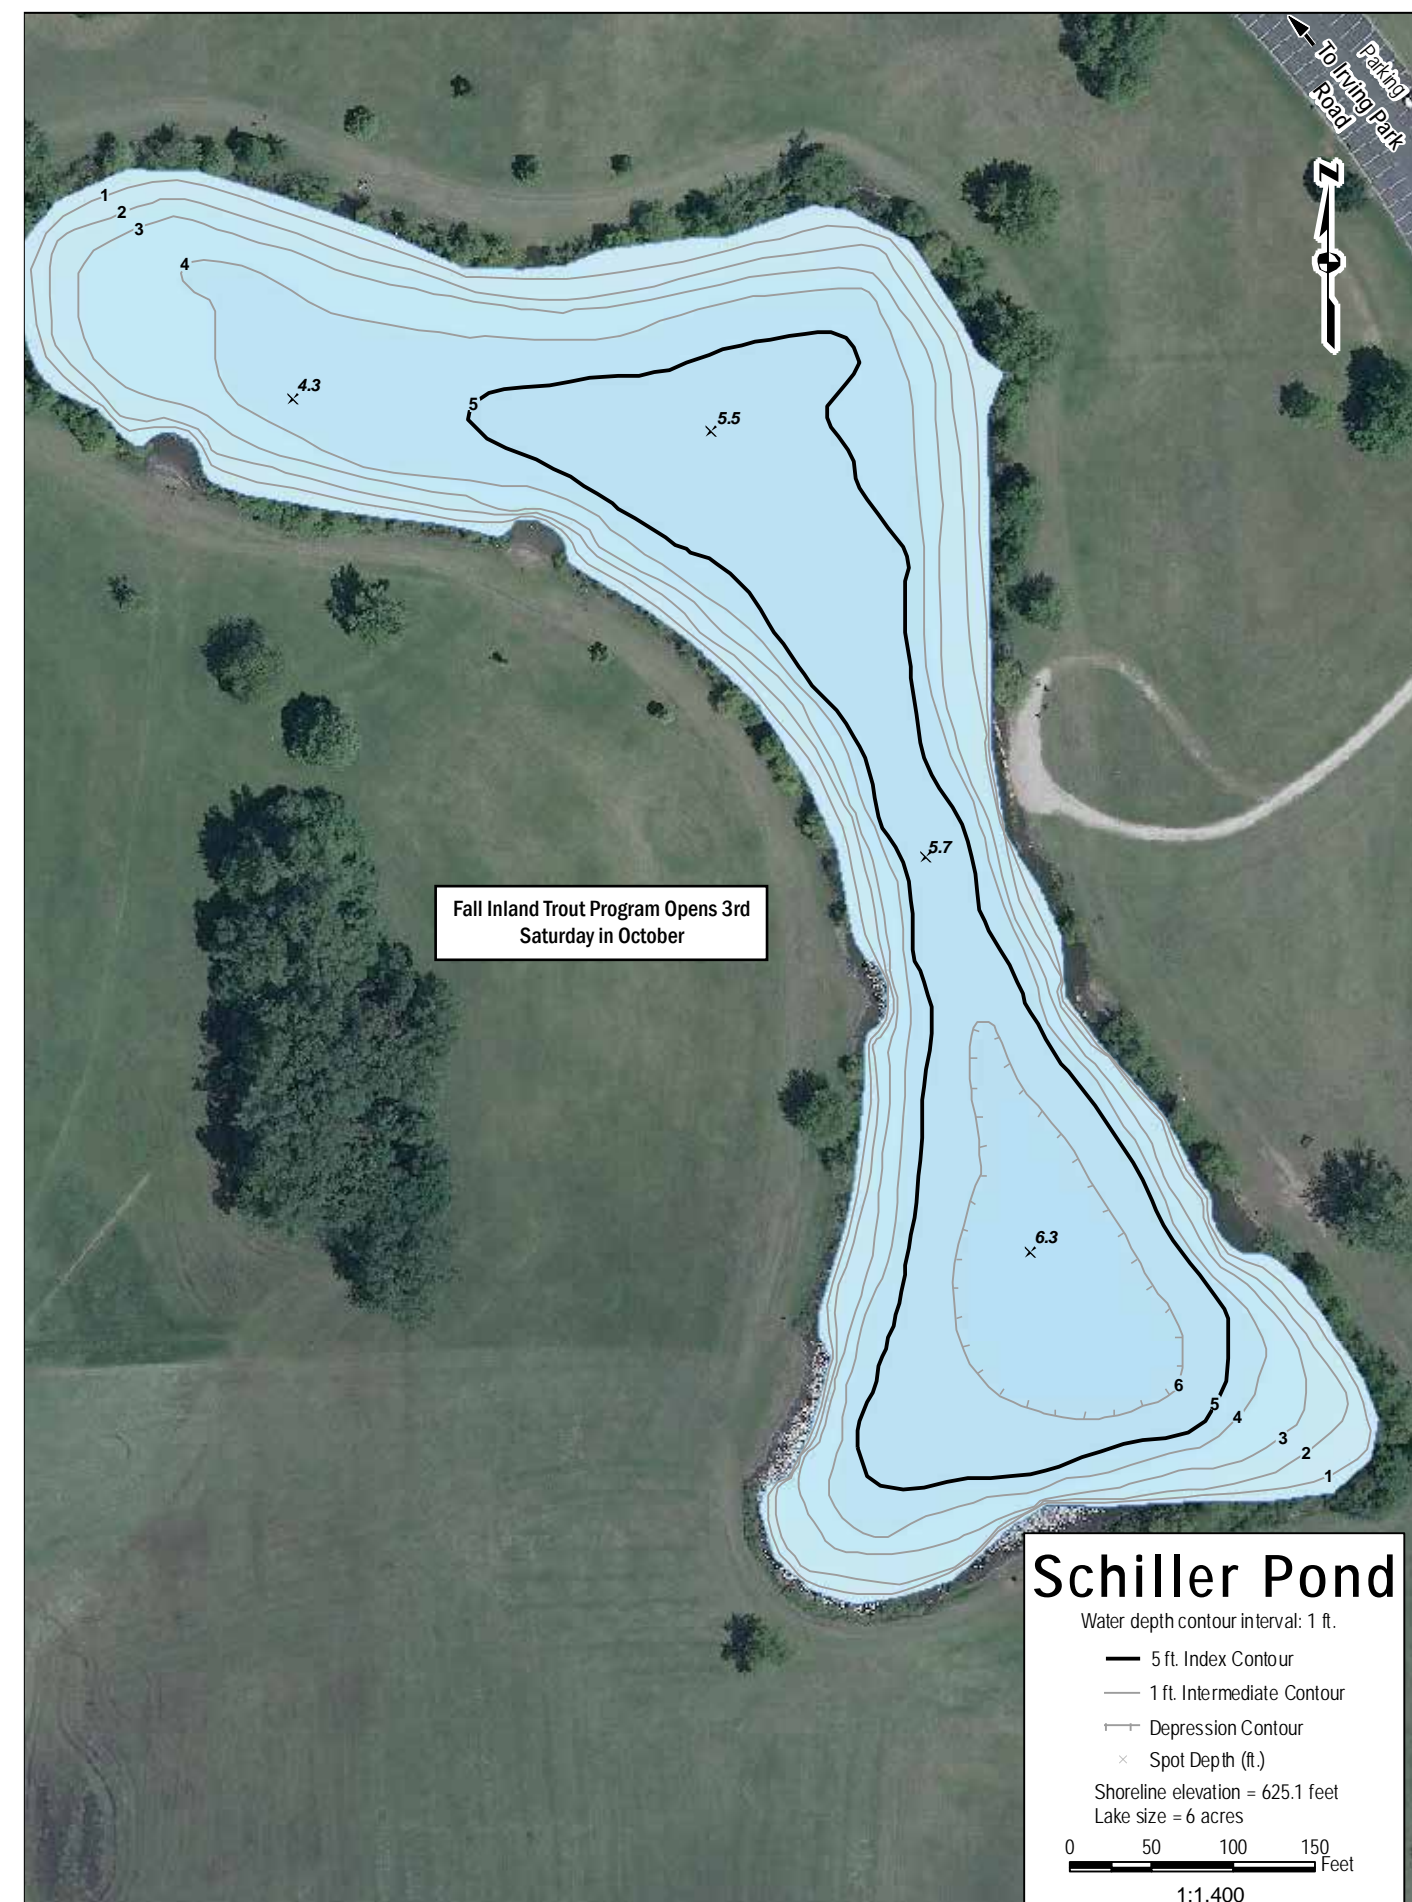 Parking
To Irving Park
Road
N
1
2
3
4
4.3
5
5.5
5.7
Fall Inland Trout Program Opens 3rd
Saturday in October
6.3
6
5
4
3
2
1
Schiller Pond
Water depth contour interval: 1 ft.
5 ft. Index Contour
1 ft. Intermediate Contour
Depression Contour
Spot Depth (ft.)
Shoreline elevation = 625.1 feet
Lake size = 6 acres
0 50 100 150
Feet
1:1,400